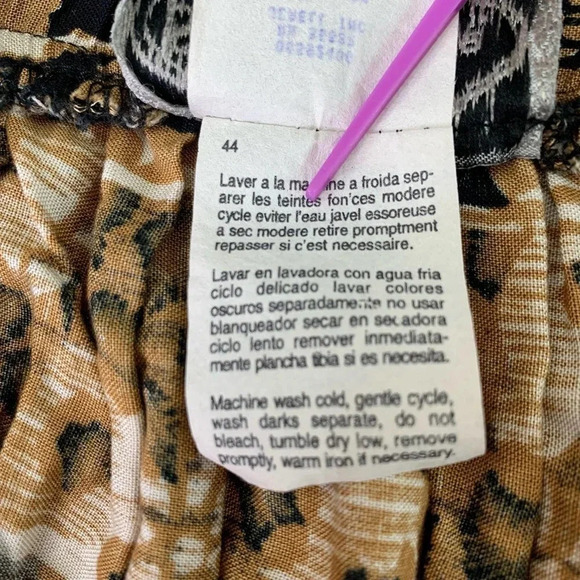 44
Laver a la machine a froida sep-
arer les teintes fon'ces modere
cycle eviter l'eau javel essoreuse
a sec modere retire promptment
repasser si c'est necessaire.
Lavar en lavadora con agua fria
ciclo delicado lavar colores
oscuros separadamente no usar
blanqueador secar en secadora
ciclo lento remover inmediata-
mente plancha tibia si es necesita.
Machine wash cold, gentle cycle,
wash darks separate, do not
bleach, tumble dry low, remove
promptly, warm iron if necessary.